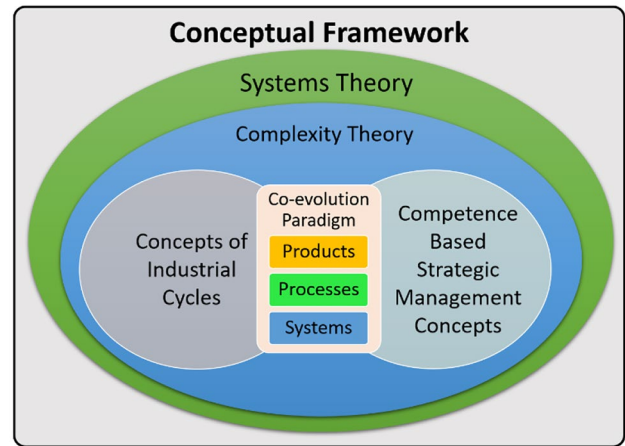 Conceptual Framework
Systems Theory
Complexity Theory
Concepts of
Industrial
Cycles
Co-evolution
Paradigm
Products
Processes
Systems
Competence
Based
Strategic
Management
Concepts